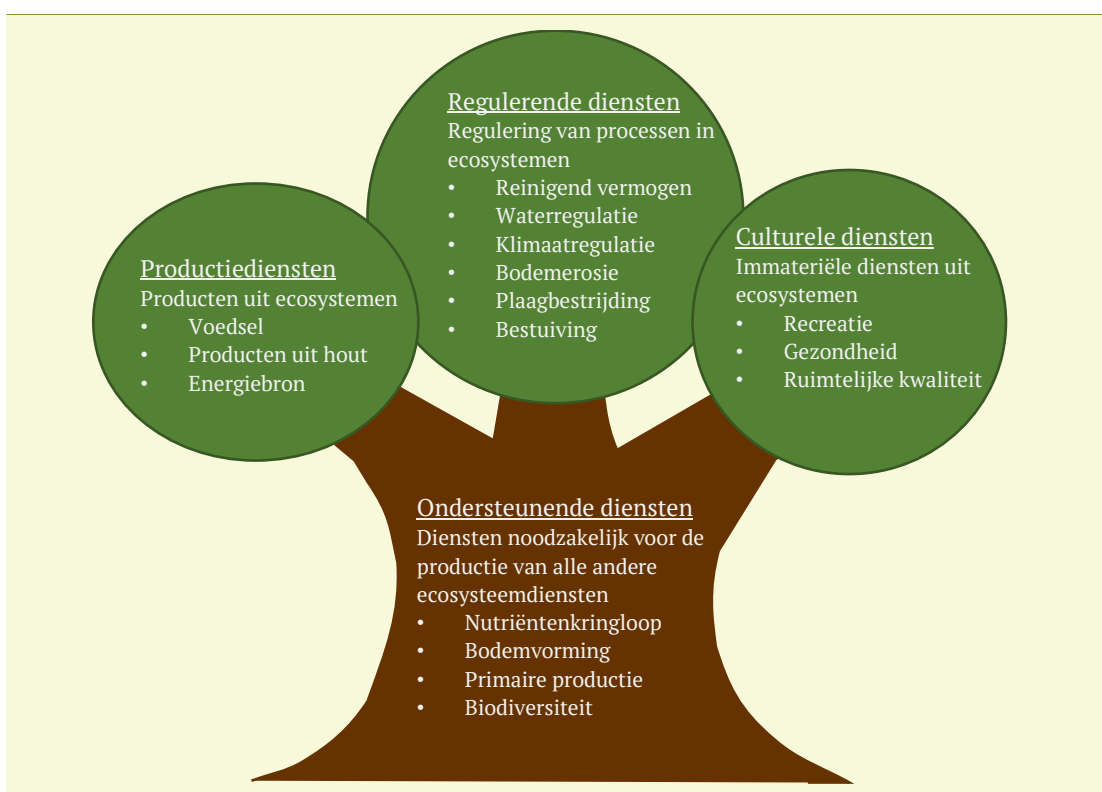 Regulerende diensten
Regulering van processen in
ecosystemen
• Reinigend vermogen
• Waterregulatie
• Klimaatregulatie
• Bodemerosie
• Plaagbestrijding
• Bestuiving
Productiediensten
Producten uit ecosystemen
• Voedsel
• Producten uit hout
• Energiebron
Culturele diensten
Immateriële diensten uit
ecosystemen
• Recreatie
• Gezondheid
• Ruimtelijke kwaliteit
Ondersteunende diensten
Diensten noodzakelijk voor de
productie van alle andere
ecosysteemdiensten
• Nutriëntenkringloop
• Bodemvorming
• Primaire productie
• Biodiversiteit